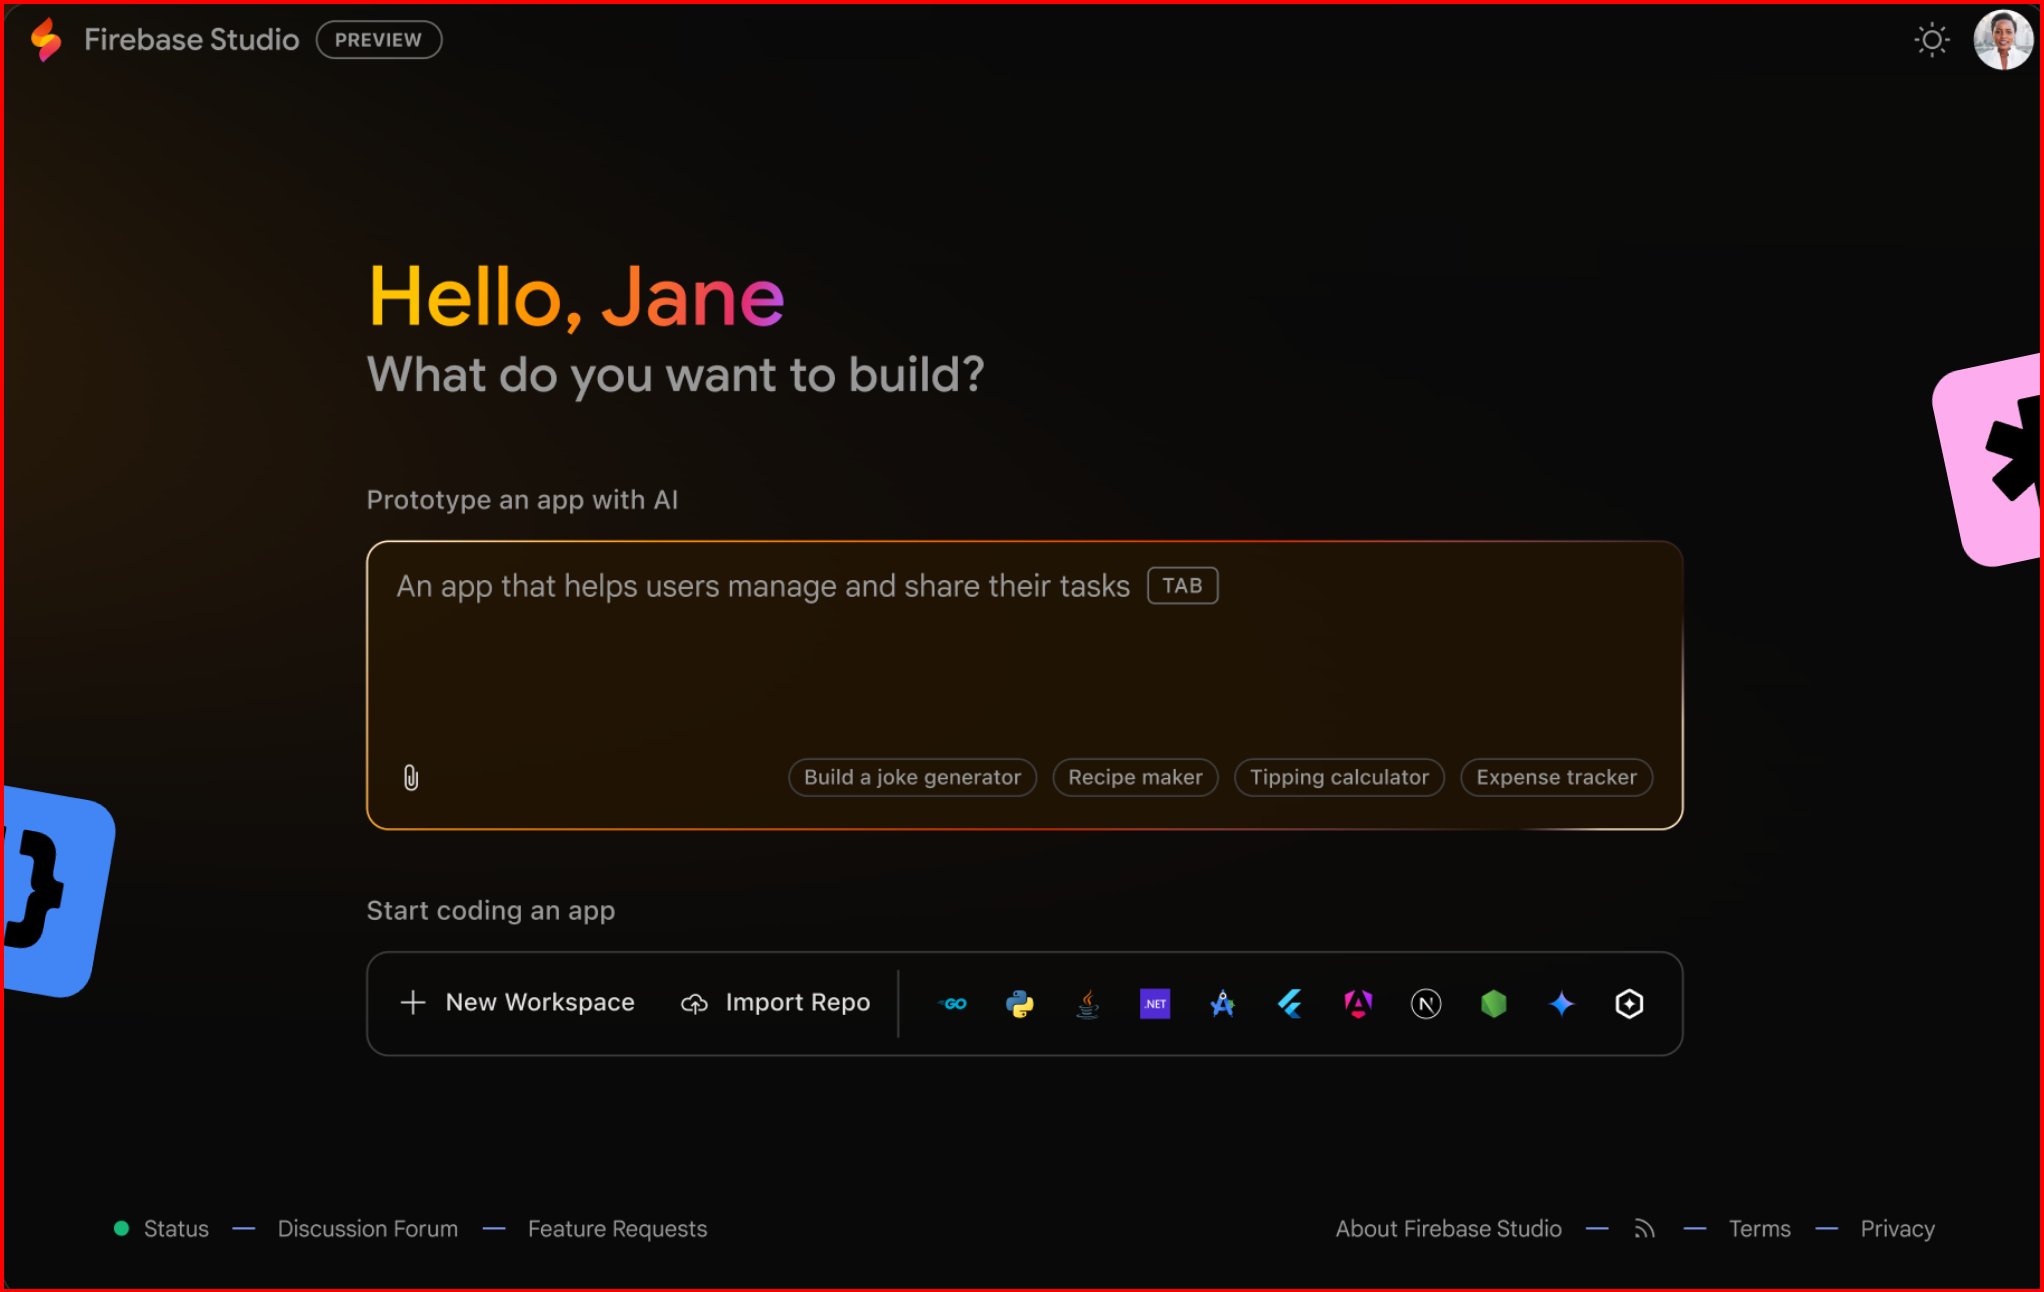 Firebase Studio PREVIEW
Hello, Jane
What do you want to build?
Prototype an app with AI
An app that helps users manage and share their tasks TAB
Build a joke generator Recipe maker Tipping calculator Expense tracker
}
Start coding an app
New Workspace Import Repo GO .NET N
Status — Discussion Forum — Feature Requests About Firebase Studio — Terms — Privacy